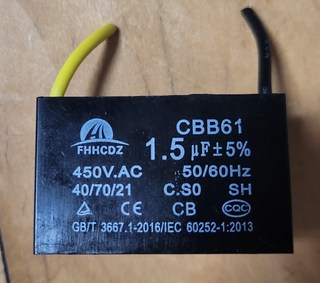 CBB61
FHHCDZ
1.5 µF±5%
450V.AC 50/60Hz
40/70/21 C.S0 SH
CE CB CQC
GB/T 3667.1-2016/IEC 60252-1:2013